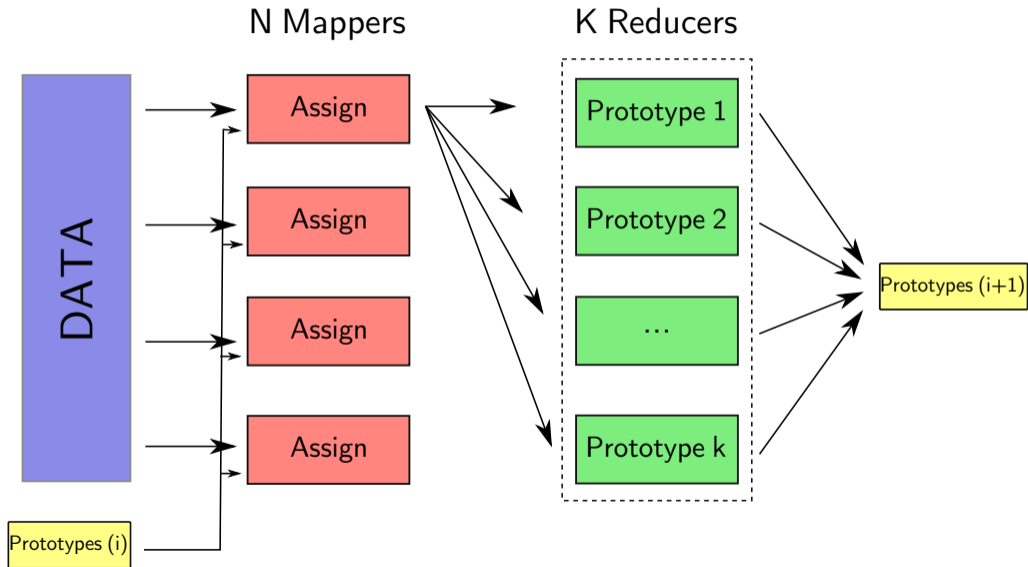 N Mappers
K Reducers
DATA
Assign
Assign
Assign
Assign
Prototype 1
Prototype 2
...
Prototype k
Prototypes (i)
Prototypes (i+1)